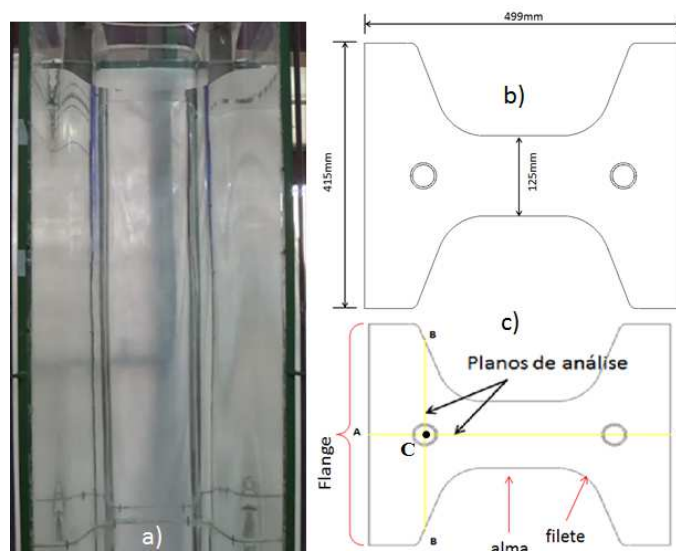 499mm
b)
415mm
125mm
a)
c)
B
Planos de análise
A
C
Flange
B
alma
filete